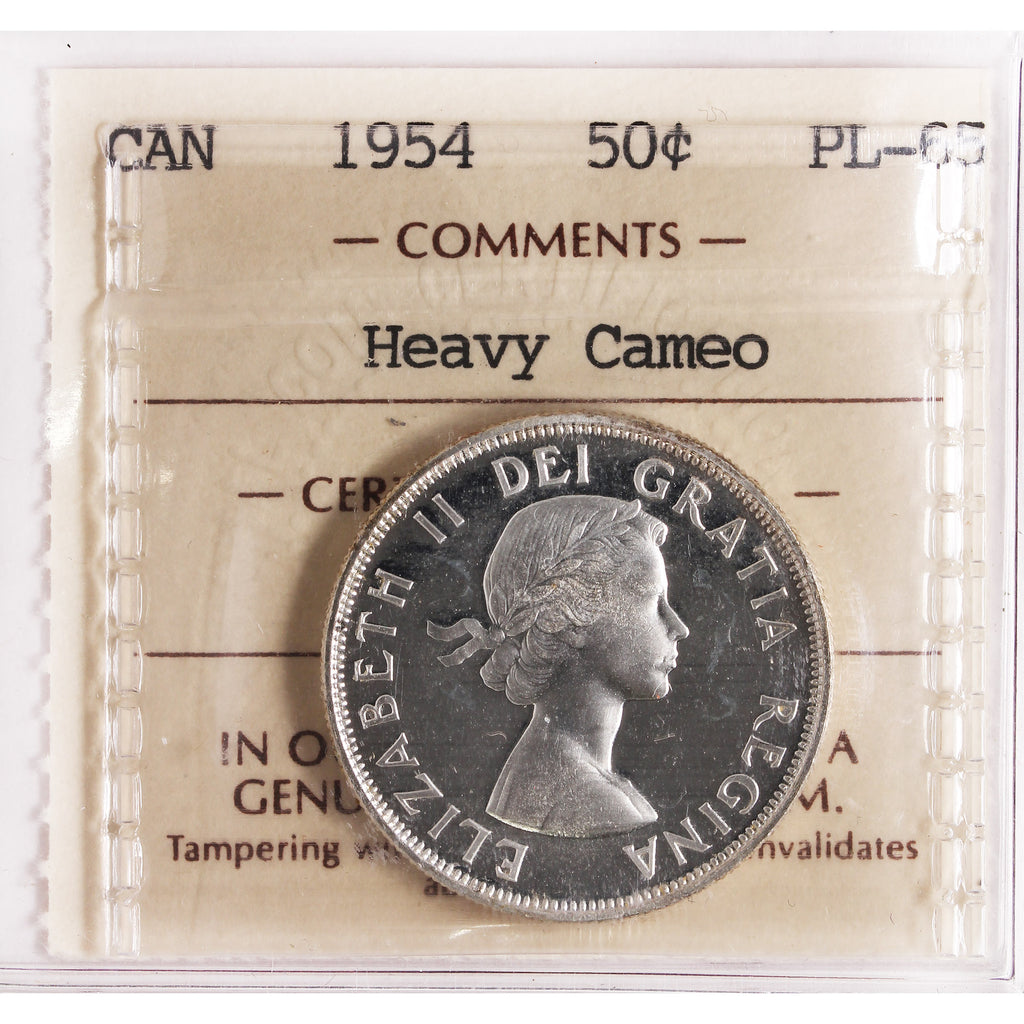 CAN 1954 50¢ PL-65
— COMMENTS —
Heavy Cameo
— CER —
IN O A
GENU M.
Tampering invalidates
ELIZABETH II DEI GRATIA REGINA